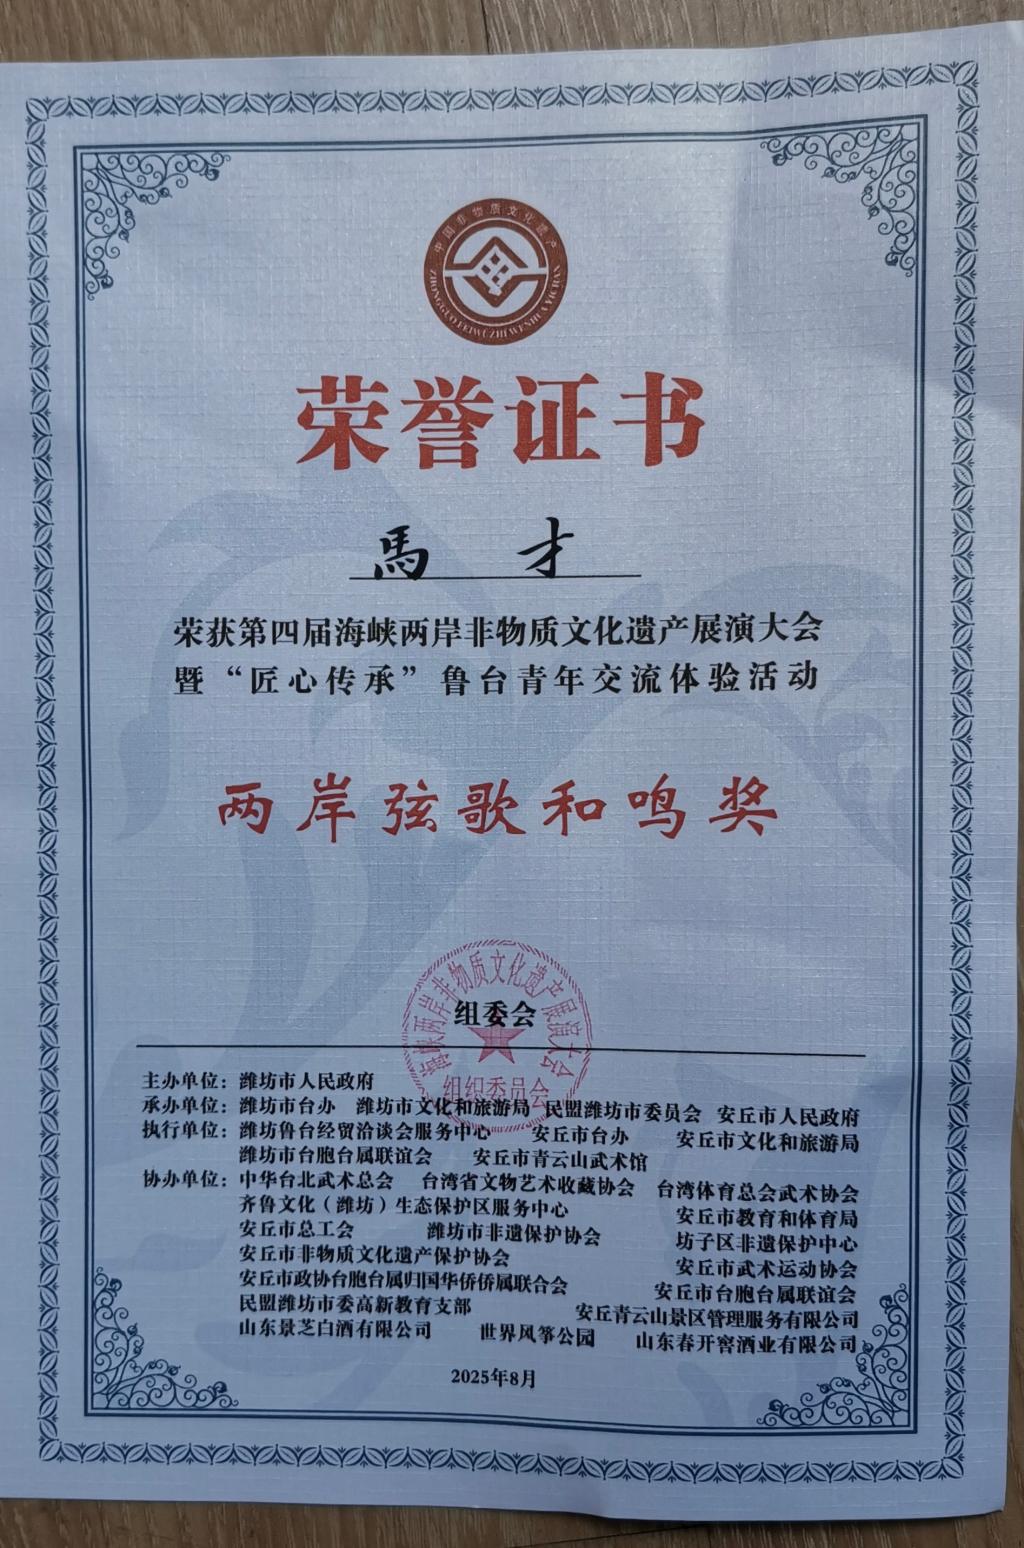 中国非物质文化遗产
ZHONGGUO FEIWUZHI WENHUA YICHAN
荣誉证书
馬 才
荣获第四届海峡两岸非物质文化遗产展演大会
暨“匠心传承”鲁台青年交流体验活动
两岸弦歌和鸣奖
海峡两岸非物质文化遗产展演大会
组委会
组织委员会
主办单位：潍坊市人民政府
承办单位：潍坊市台办 潍坊市文化和旅游局 民盟潍坊市委员会 安丘市人民政府
执行单位：潍坊鲁台经贸洽谈会服务中心 安丘市台办 安丘市文化和旅游局
潍坊市台胞台属联谊会 安丘市青云山武术馆
协办单位：中华台北武术总会 台湾省文物艺术收藏协会 台湾体育总会武术协会
齐鲁文化（潍坊）生态保护区服务中心 安丘市教育和体育局
安丘市总工会 潍坊市非遗保护协会 坊子区非遗保护中心
安丘市非物质文化遗产保护协会 安丘市武术运动协会
安丘市政协台胞台属归国华侨侨属联合会 安丘市台胞台属联谊会
民盟潍坊市委高新教育支部 安丘青云山景区管理服务有限公司
山东景芝白酒有限公司 世界风筝公园 山东春开窖酒业有限公司
2025年8月